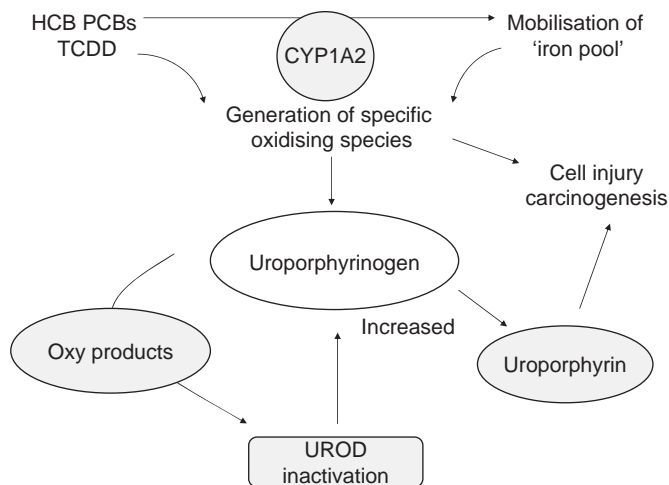 HCB PCBs
TCDD
CYP1A2
Mobilisation of
‘iron pool’
Generation of specific
oxidising species
Cell injury
carcinogenesis
Uroporphyrinogen
Increased
Oxy products
Uroporphyrin
UROD
inactivation